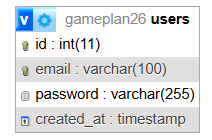 v gameplan26 users
id : int(11)
email : varchar(100)
password : varchar(255)
created_at : timestamp